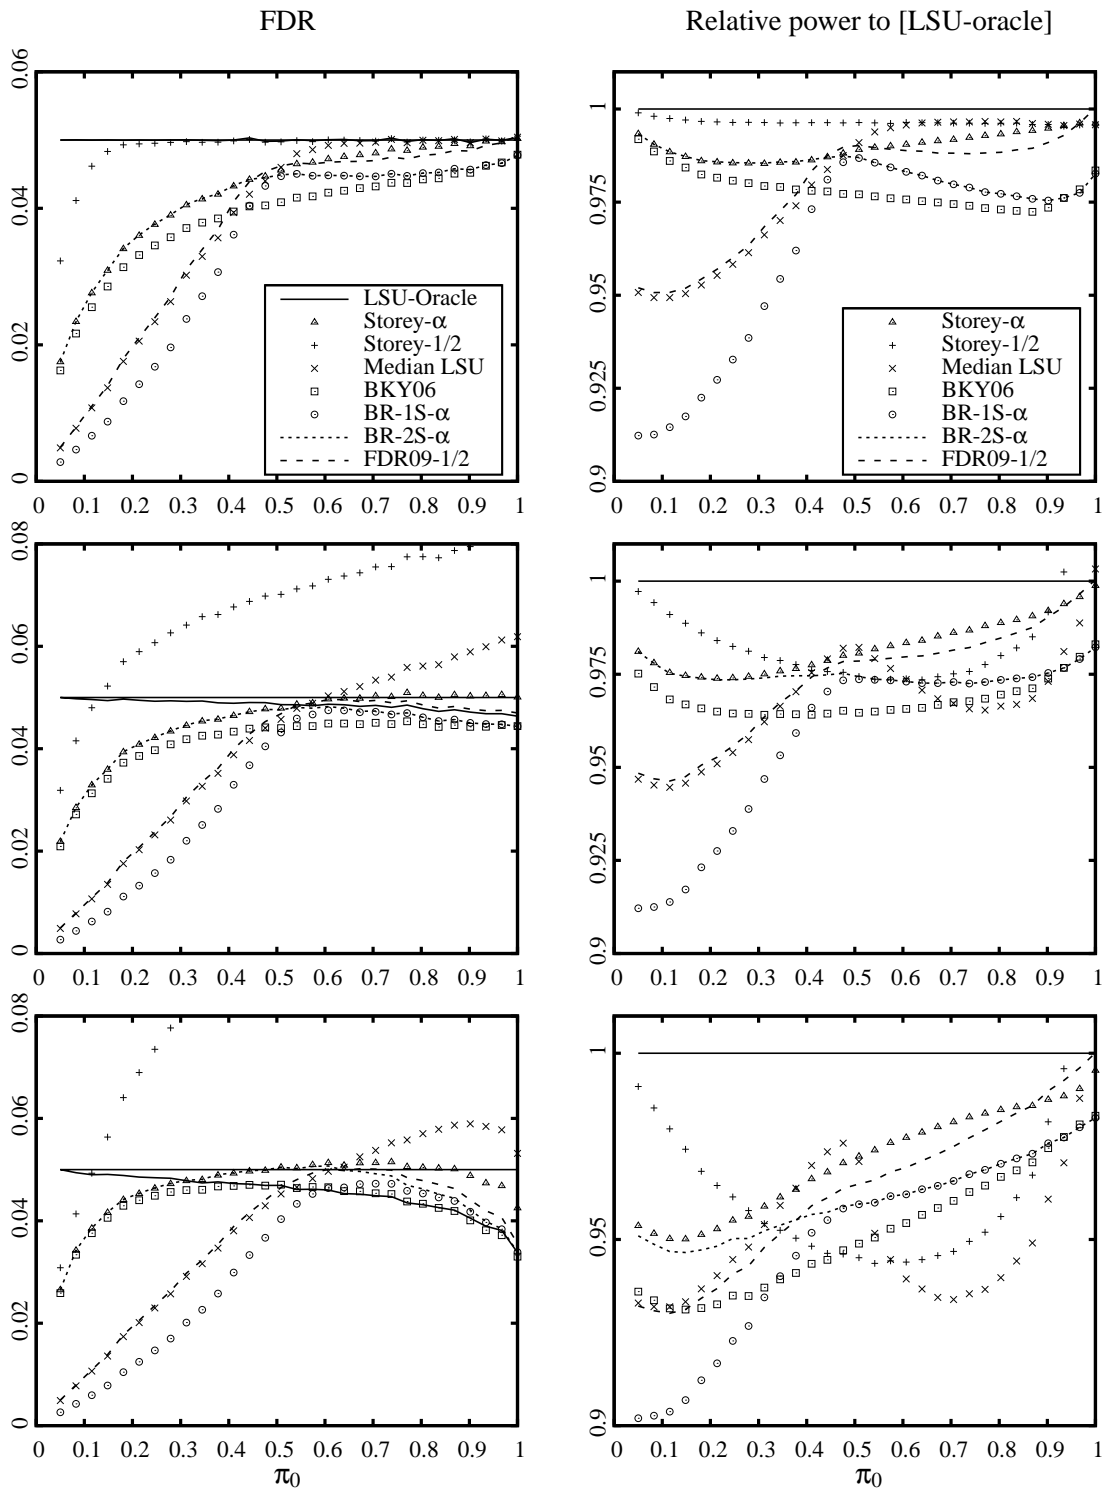 FDR
Relative power to [LSU-oracle]
0.06
0.04
0.02
0
0 0.1 0.2 0.3 0.4 0.5 0.6 0.7 0.8 0.9 1
LSU-Oracle
Storey-α
Storey-1/2
Median LSU
BKY06
BR-1S-α
BR-2S-α
FDR09-1/2
1
0.975
0.95
0.925
0.9
0 0.1 0.2 0.3 0.4 0.5 0.6 0.7 0.8 0.9 1
Storey-α
Storey-1/2
Median LSU
BKY06
BR-1S-α
BR-2S-α
FDR09-1/2
0.08
0.06
0.04
0.02
0
0 0.1 0.2 0.3 0.4 0.5 0.6 0.7 0.8 0.9 1
1
0.975
0.95
0.925
0.9
0 0.1 0.2 0.3 0.4 0.5 0.6 0.7 0.8 0.9 1
0.08
0.06
0.04
0.02
0
0 0.1 0.2 0.3 0.4 0.5 0.6 0.7 0.8 0.9 1
π0
1
0.95
0.9
0 0.1 0.2 0.3 0.4 0.5 0.6 0.7 0.8 0.9 1
π0